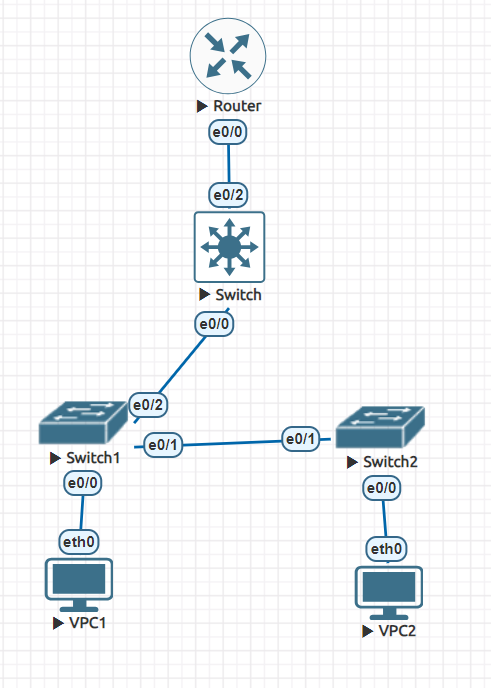 Router
e0/0
e0/2
Switch
e0/0
e0/2
e0/1
e0/1
Switch1
Switch2
e0/0
e0/0
eth0
eth0
VPC1
VPC2